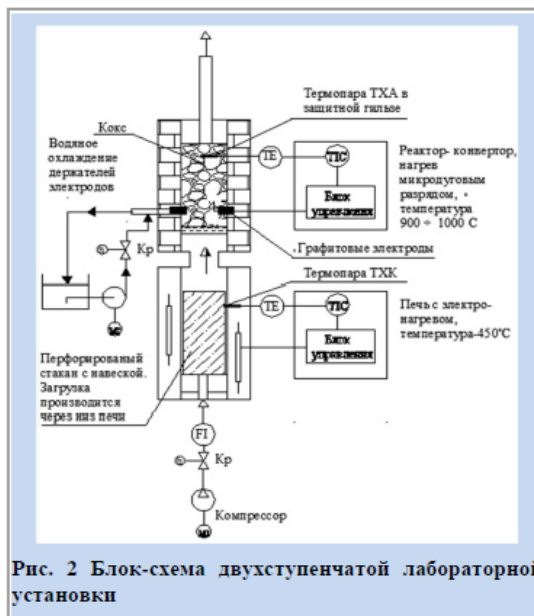 Термопара ТХА в
защитной гильзе
Кокс
Водяное
охлаждение
держателей
электродов
TE
TIC
Блок
управления
Реактор- конвертор,
нагрев
микродуговым
разрядом,
температура
900 ÷ 1000 С
Кр
Графитовые электроды
Термопара ТХК
TE
TIC
Блок
управления
Печь с электро-
нагревом,
температура-450°С
Перфорированый
стакан с навеской.
Загрузка
производится
через низ печи
FI
Кр
Компрессор
Рис. 2 Блок-схема двухступенчатой лабораторной
установки